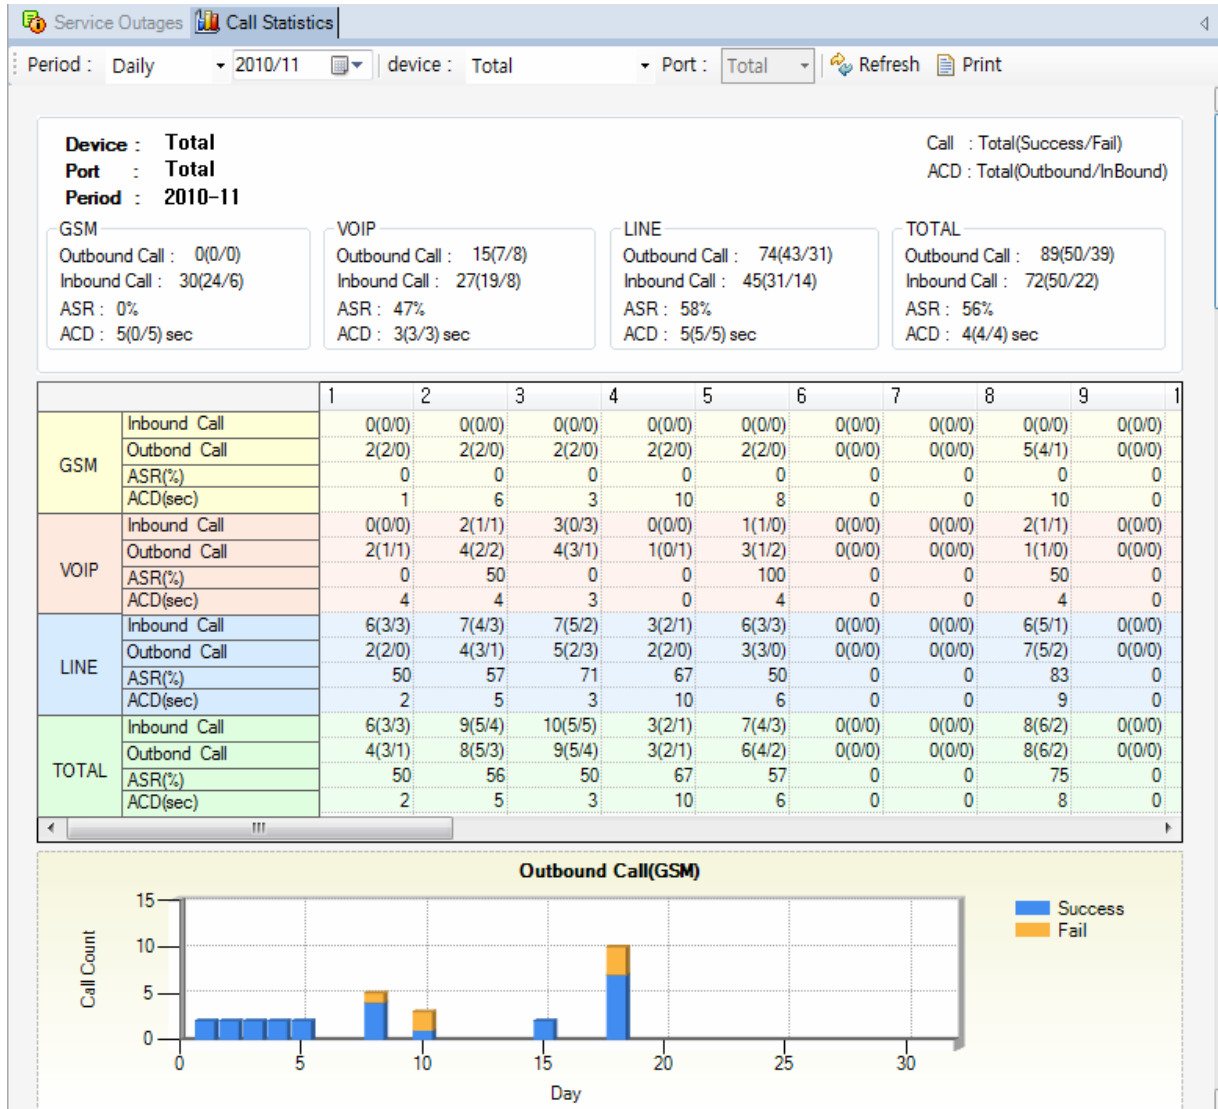 Service Outages Call Statistics
Period : Daily 2010/11 device : Total Port : Total Refresh Print
Device : Total
Port : Total
Period : 2010-11
Call : Total(Success/Fail)
ACD : Total(Outbound/InBound)
GSM
Outbound Call : 0(0/0)
Inbound Call : 30(24/6)
ASR : 0%
ACD : 5(0/5) sec
VOIP
Outbound Call : 15(7/8)
Inbound Call : 27(19/8)
ASR : 47%
ACD : 3(3/3) sec
LINE
Outbound Call : 74(43/31)
Inbound Call : 45(31/14)
ASR : 58%
ACD : 5(5/5) sec
TOTAL
Outbound Call : 89(50/39)
Inbound Call : 72(50/22)
ASR : 56%
ACD : 4(4/4) sec
1 2 3 4 5 6 7 8 9 1
GSM
Inbound Call 0(0/0) 0(0/0) 0(0/0) 0(0/0) 0(0/0) 0(0/0) 0(0/0) 0(0/0) 0(0/0)
Outbond Call 2(2/0) 2(2/0) 2(2/0) 2(2/0) 2(2/0) 0(0/0) 0(0/0) 5(4/1) 0(0/0)
ASR(%) 0 0 0 0 0 0 0 0 0
ACD(sec) 1 6 3 10 8 0 0 10 0
VOIP
Inbound Call 0(0/0) 2(1/1) 3(0/3) 0(0/0) 1(1/0) 0(0/0) 0(0/0) 2(1/1) 0(0/0)
Outbond Call 2(1/1) 4(2/2) 4(3/1) 1(0/1) 3(1/2) 0(0/0) 0(0/0) 1(1/0) 0(0/0)
ASR(%) 0 50 0 0 100 0 0 50 0
ACD(sec) 4 4 3 0 4 0 0 4 0
LINE
Inbound Call 6(3/3) 7(4/3) 7(5/2) 3(2/1) 6(3/3) 0(0/0) 0(0/0) 6(5/1) 0(0/0)
Outbond Call 2(2/0) 4(3/1) 5(2/3) 2(2/0) 3(3/0) 0(0/0) 0(0/0) 7(5/2) 0(0/0)
ASR(%) 50 57 71 67 50 0 0 83 0
ACD(sec) 2 5 3 10 6 0 0 9 0
TOTAL
Inbound Call 6(3/3) 9(5/4) 10(5/5) 3(2/1) 7(4/3) 0(0/0) 0(0/0) 8(6/2) 0(0/0)
Outbond Call 4(3/1) 8(5/3) 9(5/4) 3(2/1) 6(4/2) 0(0/0) 0(0/0) 8(6/2) 0(0/0)
ASR(%) 50 56 50 67 57 0 0 75 0
ACD(sec) 2 5 3 10 6 0 0 8 0
Outbound Call(GSM)
Call Count
15
10
5
0
0 5 10 15 20 25 30
Day
Success
Fail